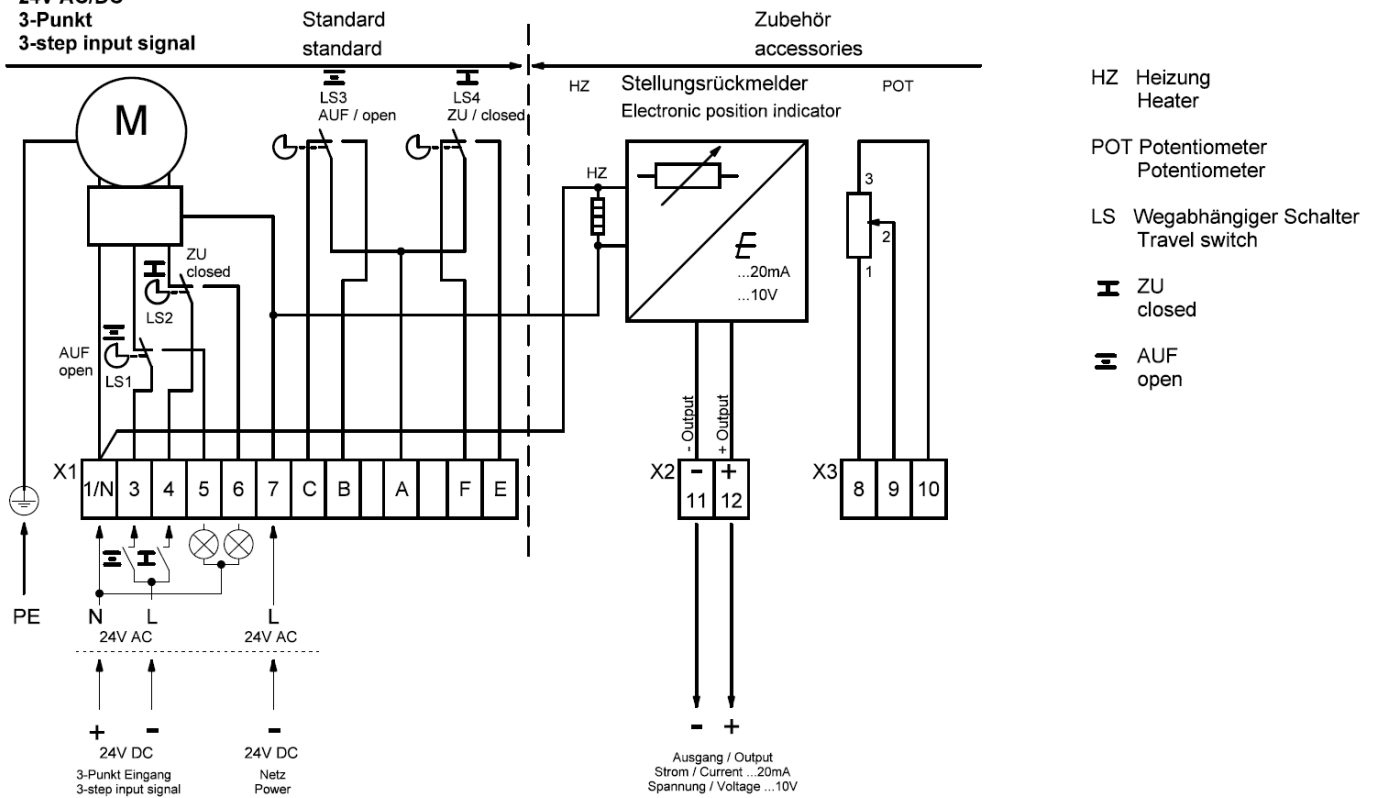 24V AC/DC
3-Punkt
3-step input signal
Standard
standard
Zubehör
accessories
M
LS3
AUF / open
LS4
ZU / closed
HZ
Stellungsrückmelder
Electronic position indicator
POT
HZ
E
...20mA
...10V
3
2
1
ZU
closed
LS2
AUF
open
LS1
- Output
+ Output
X1
1/N 3 4 5 6 7 C B A F E
X2
- +
11 12
X3
8 9 10
PE
N L L
24V AC 24V AC
+ - -
24V DC 24V DC
3-Punkt Eingang
3-step input signal
Netz
Power
- +
Ausgang / Output
Strom / Current ...20mA
Spannung / Voltage ...10V
HZ Heizung
Heater
POT Potentiometer
Potentiometer
LS Wegabhängiger Schalter
Travel switch
ZU
closed
AUF
open